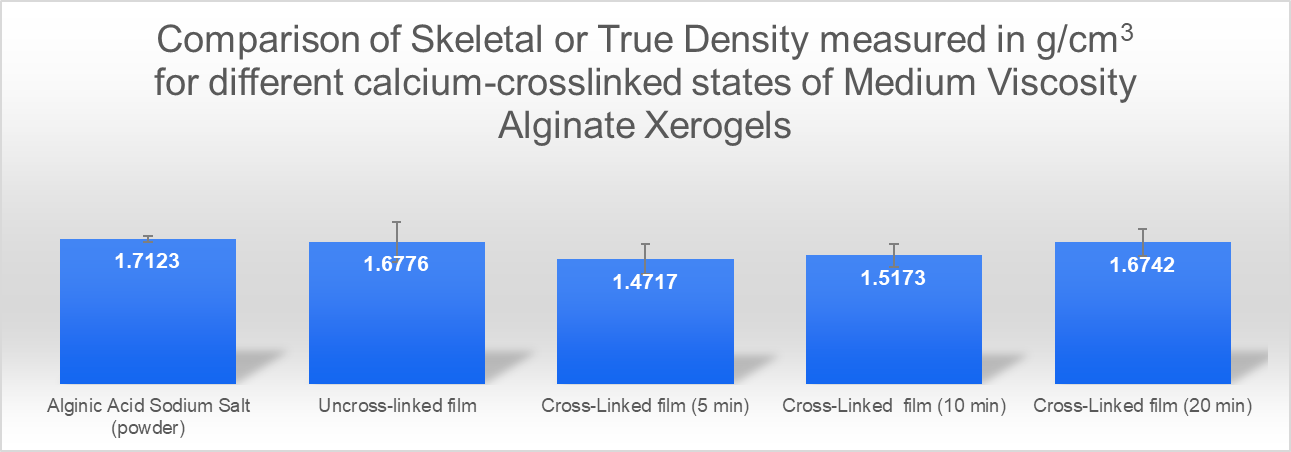 Comparison of Skeletal or True Density measured in g/cm³
for different calcium-crosslinked states of Medium Viscosity
Alginate Xerogels
1.7123
1.6776
1.4717
1.5173
1.6742
Alginic Acid Sodium Salt
(powder)
Uncross-linked film
Cross-Linked film (5 min)
Cross-Linked  film (10 min)
Cross-Linked film (20 min)